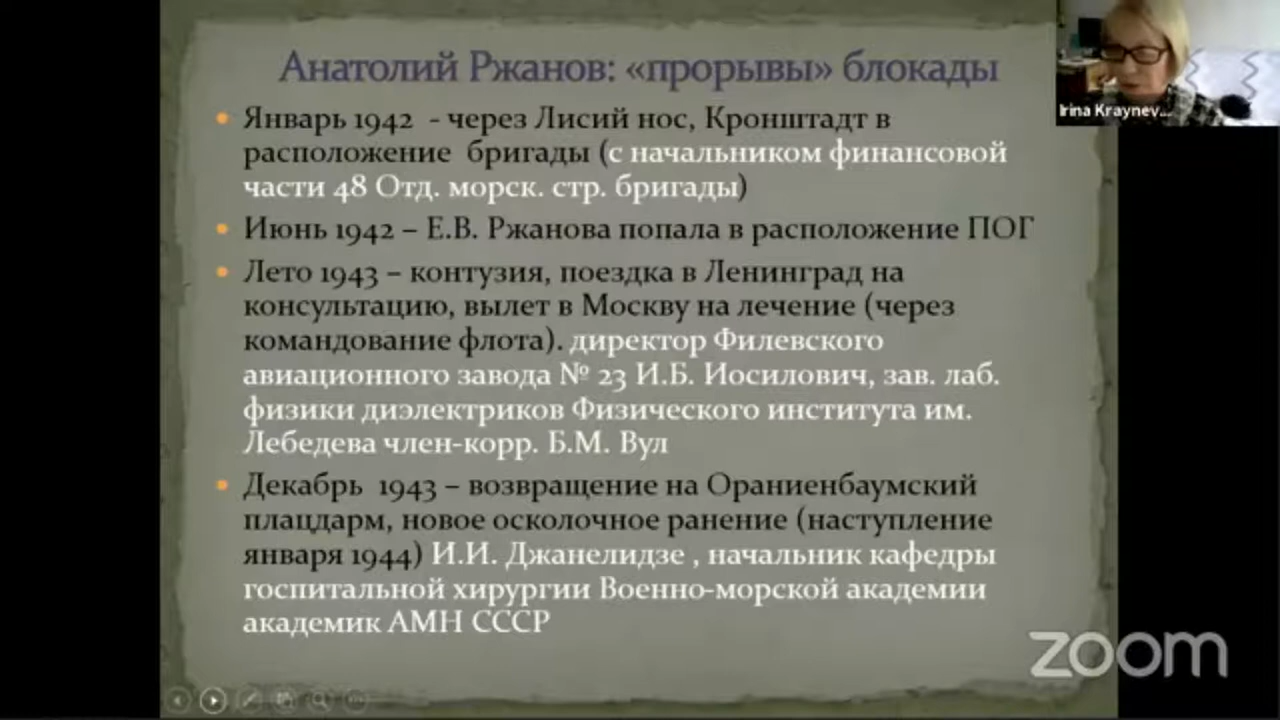 Анатолий Ржанов: «прорывы» блокады
Январь 1942 - через Лисий нос, Кронштадт в
расположение бригады (с начальником финансовой
части 48 Отд. морск. стр. бригады)
Июнь 1942 – Е.В. Ржанова попала в расположение ПОГ
Лето 1943 – контузия, поездка в Ленинград на
консультацию, вылет в Москву на лечение (через
командование флота). директор Филевского
авиационного завода № 23 И.Б. Иосилович, зав. лаб.
физики диэлектриков Физического института им.
Лебедева член-корр. Б.М. Вул
Декабрь 1943 – возвращение на Ораниенбаумский
плацдарм, новое осколочное ранение (наступление
января 1944) И.И. Джанелидзе , начальник кафедры
госпитальной хирургии Военно-морской академии
академик АМН СССР
Irina Kraynev...
zoom